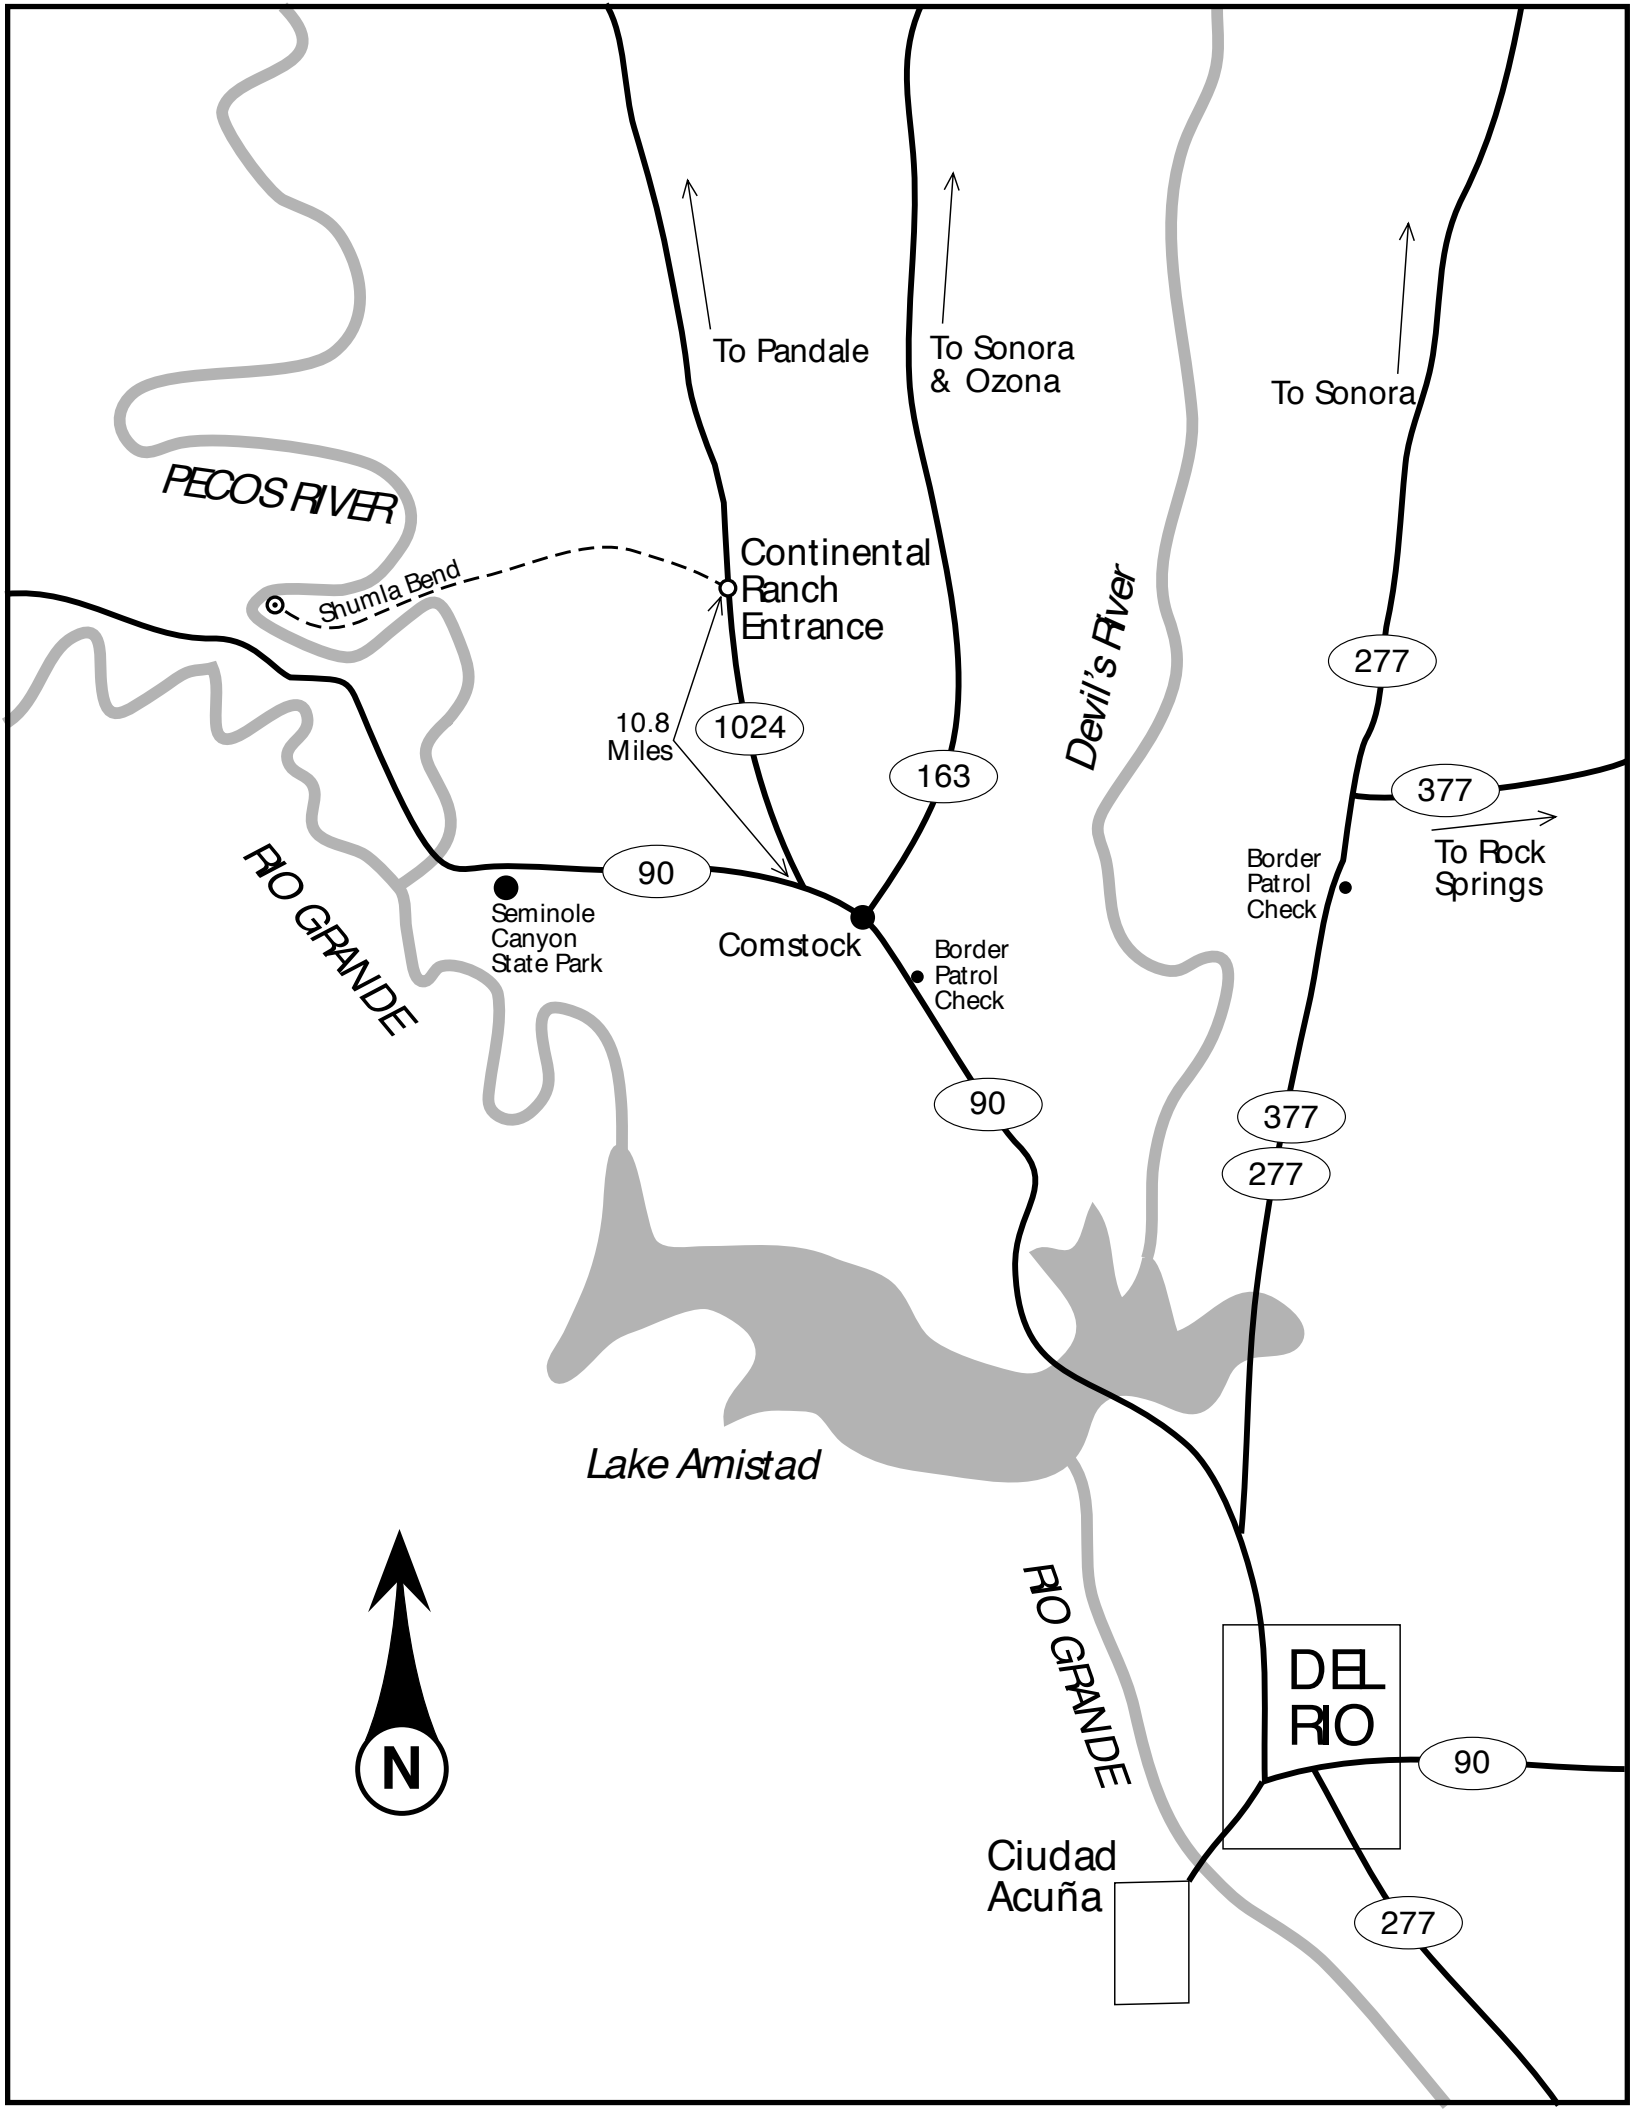 To Pandale
To Sonora
& Ozona
To Sonora
PECOS RIVER
Shumla Bend
Continental
Ranch
Entrance
Devil's River
277
10.8
Miles
1024
163
377
To Rock
Springs
Border
Patrol
Check
RIO GRANDE
90
Seminole
Canyon
State Park
Comstock
Border
Patrol
Check
90
377
277
Lake Amistad
RIO GRANDE
N
DEL
RIO
90
Ciudad
Acuña
277